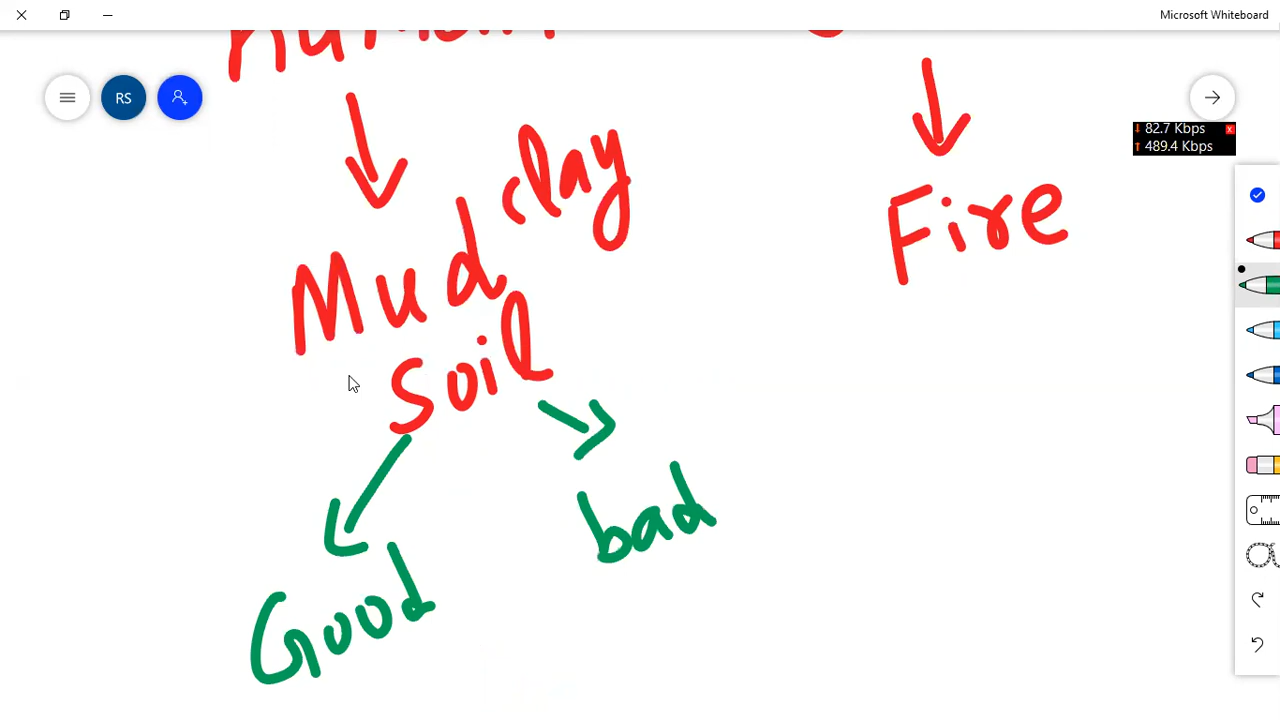 Microsoft Whiteboard
RS
82.7 Kbps
489.4 Kbps
clay
Mud
Fire
Soil
bad
Good